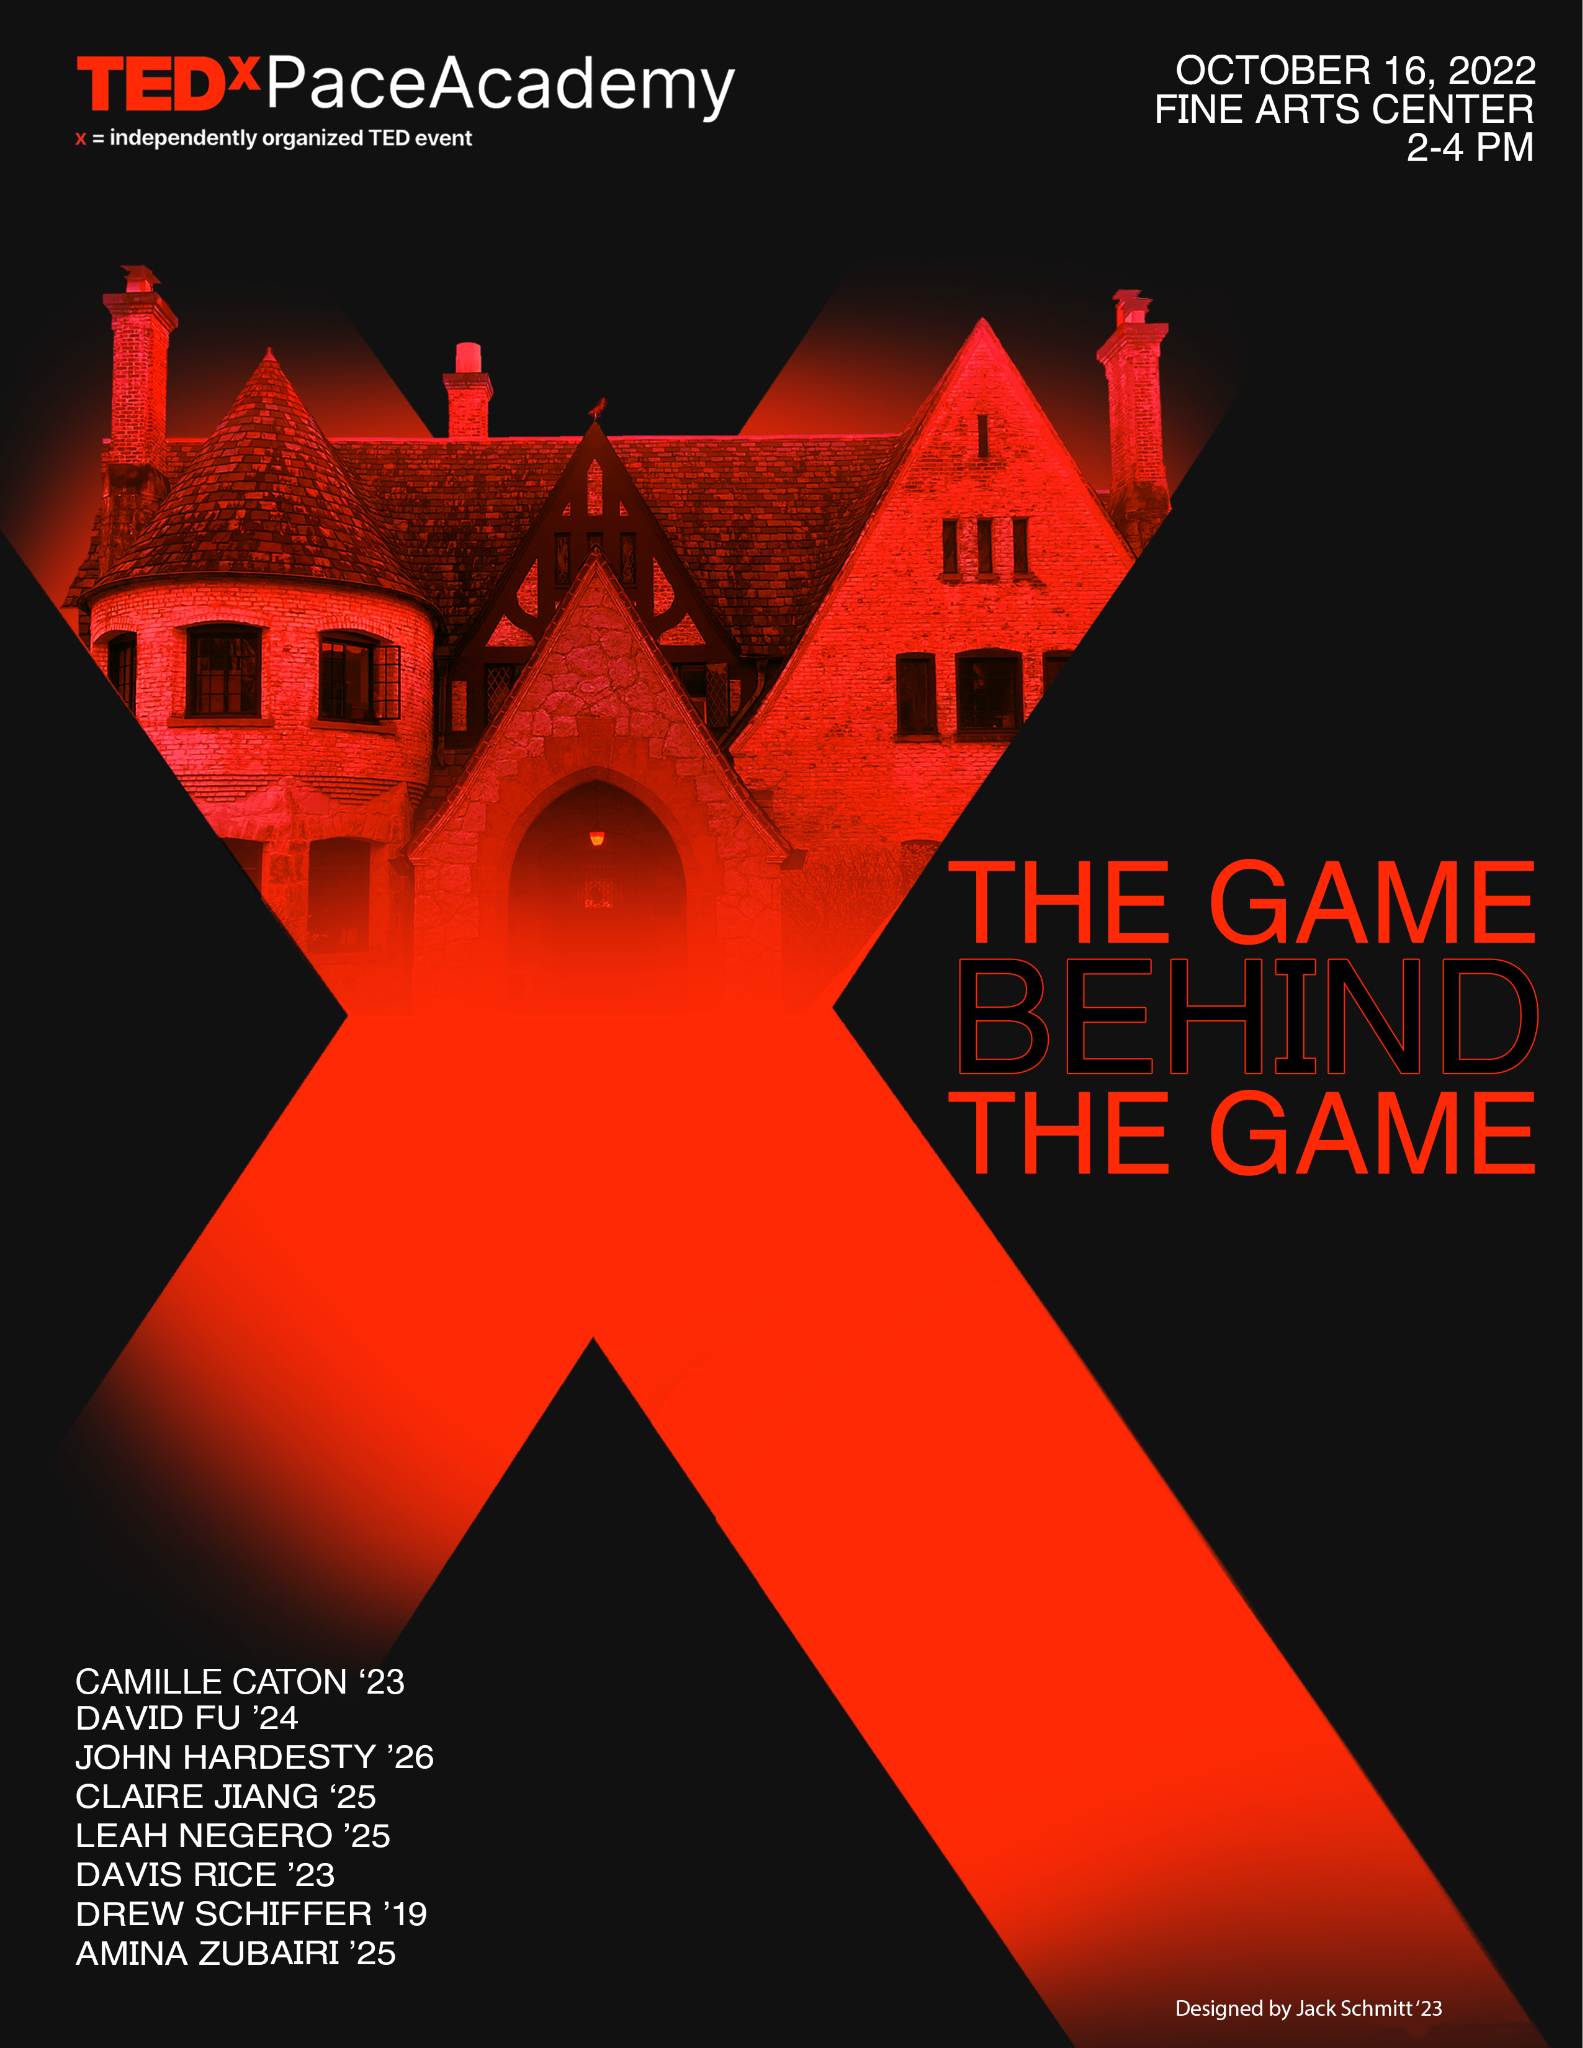 TEDxPaceAcademy
x = independently organized TED event
OCTOBER 16, 2022
FINE ARTS CENTER
2-4 PM
THE GAME
BEHIND
THE GAME
CAMILLE CATON ‘23
DAVID FU ’24
JOHN HARDESTY ’26
CLAIRE JIANG ‘25
LEAH NEGERO ’25
DAVIS RICE ’23
DREW SCHIFFER ’19
AMINA ZUBAIRI ’25
Designed by Jack Schmitt ‘23